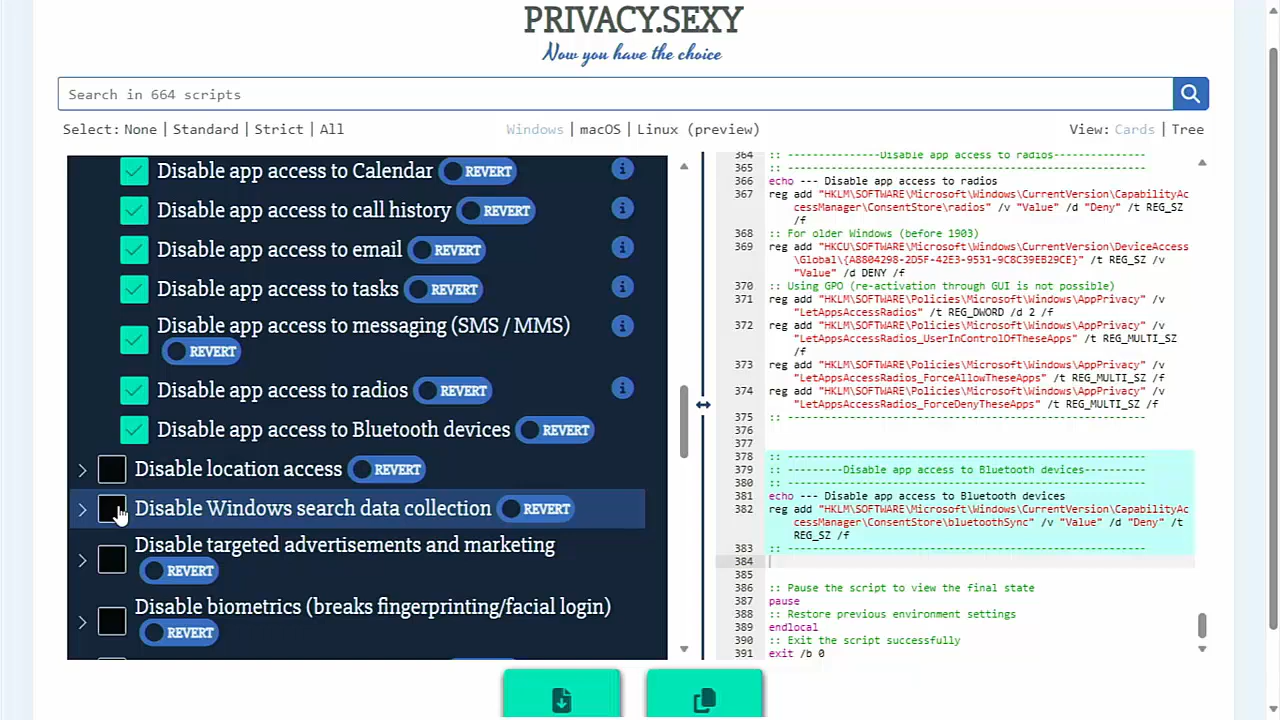 PRIVACY.SEXY
Now you have the choice
Search in 664 scripts
Select: None | Standard | Strict | All
Windows | macOS | Linux (preview)
View: Cards | Tree
Disable app access to Calendar REVERT
Disable app access to call history REVERT
Disable app access to email REVERT
Disable app access to tasks REVERT
Disable app access to messaging (SMS / MMS)
REVERT
Disable app access to radios REVERT
Disable app access to Bluetooth devices REVERT
Disable location access REVERT
Disable Windows search data collection REVERT
Disable targeted advertisements and marketing
REVERT
Disable biometrics (breaks fingerprinting/facial login)
REVERT
364 :: --------------Disable app access to radios---------------
365 :: ----------------------------------------------------------
366 echo --- Disable app access to radios
367 reg add "HKLM\SOFTWARE\Microsoft\Windows\CurrentVersion\CapabilityAc
cessManager\ConsentStore\radios" /v "Value" /d "Deny" /t REG_SZ
/f
368 :: For older Windows (before 1903)
369 reg add "HKCU\SOFTWARE\Microsoft\Windows\CurrentVersion\DeviceAccess
\Global\{A8804298-2D5F-42E3-9531-9C8C39EB29CE}" /t REG_SZ /v
"Value" /d DENY /f
370 :: Using GPO (re-activation through GUI is not possible)
371 reg add "HKLM\SOFTWARE\Policies\Microsoft\Windows\AppPrivacy" /v
"LetAppsAccessRadios" /t REG_DWORD /d 2 /f
372 reg add "HKLM\SOFTWARE\Policies\Microsoft\Windows\AppPrivacy" /v
"LetAppsAccessRadios_UserInControlOfTheseApps" /t REG_MULTI_SZ
/f
373 reg add "HKLM\SOFTWARE\Policies\Microsoft\Windows\AppPrivacy" /v
"LetAppsAccessRadios_ForceAllowTheseApps" /t REG_MULTI_SZ /f
374 reg add "HKLM\SOFTWARE\Policies\Microsoft\Windows\AppPrivacy" /v
"LetAppsAccessRadios_ForceDenyTheseApps" /t REG_MULTI_SZ /f
375 :: ----------------------------------------------------------
376
377
378 :: ----------------------------------------------------------
379 :: ---------Disable app access to Bluetooth devices----------
380 :: ----------------------------------------------------------
381 echo --- Disable app access to Bluetooth devices
382 reg add "HKLM\SOFTWARE\Microsoft\Windows\CurrentVersion\CapabilityAc
cessManager\ConsentStore\bluetoothSync" /v "Value" /d "Deny" /t
REG_SZ /f
383 :: ----------------------------------------------------------
384
385
386 :: Pause the script to view the final state
387 pause
388 :: Restore previous environment settings
389 endlocal
390 :: Exit the script successfully
391 exit /b 0